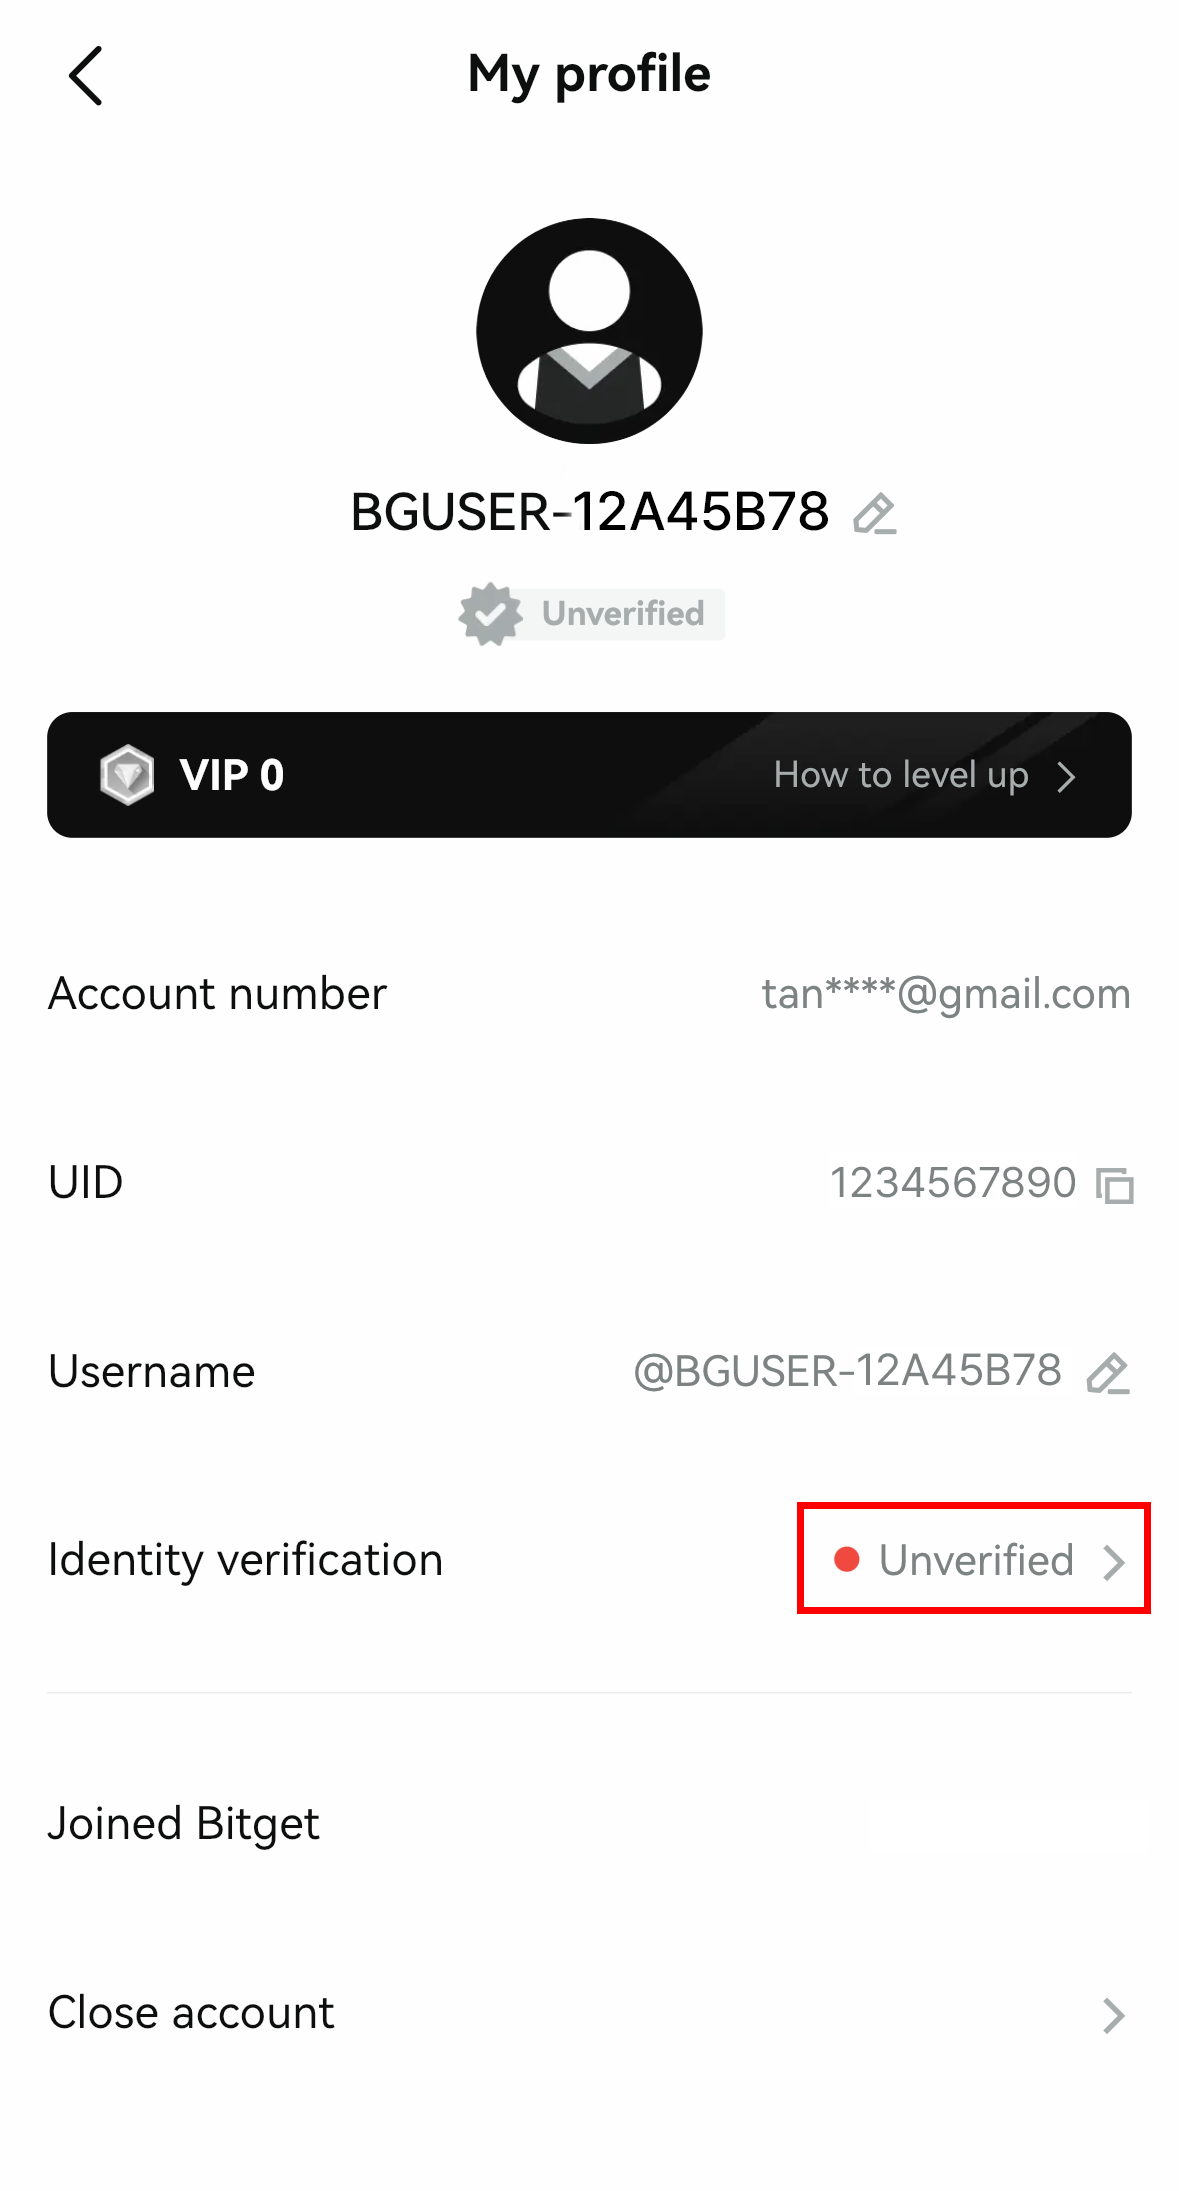 My profile
BGUSER-12A45B78
Unverified
VIP 0 How to level up
Account number tan****@gmail.com
UID 1234567890
Username @BGUSER-12A45B78
Identity verification Unverified
Joined Bitget
Close account